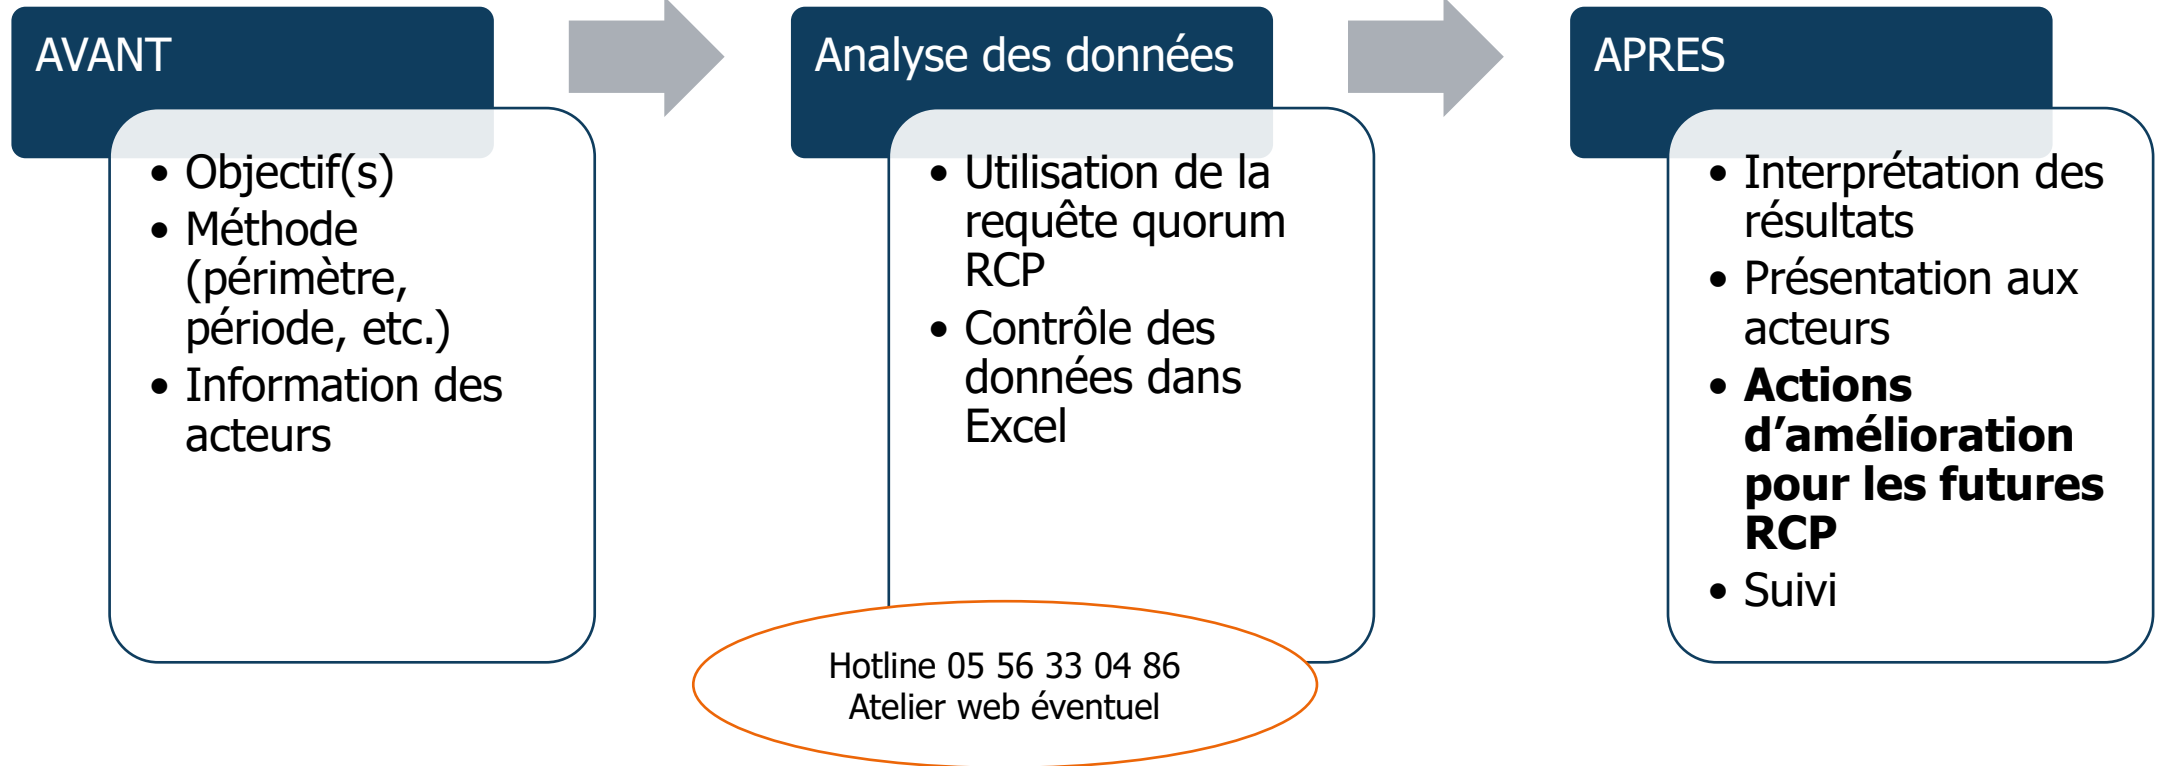 AVANT
• Objectif(s)
• Méthode
(périmètre,
période, etc.)
• Information des
acteurs
Analyse des données
• Utilisation de la
requête quorum
RCP
• Contrôle des
données dans
Excel
Hotline 05 56 33 04 86
Atelier web éventuel
APRES
• Interprétation des
résultats
• Présentation aux
acteurs
• Actions
d’amélioration
pour les futures
RCP
• Suivi